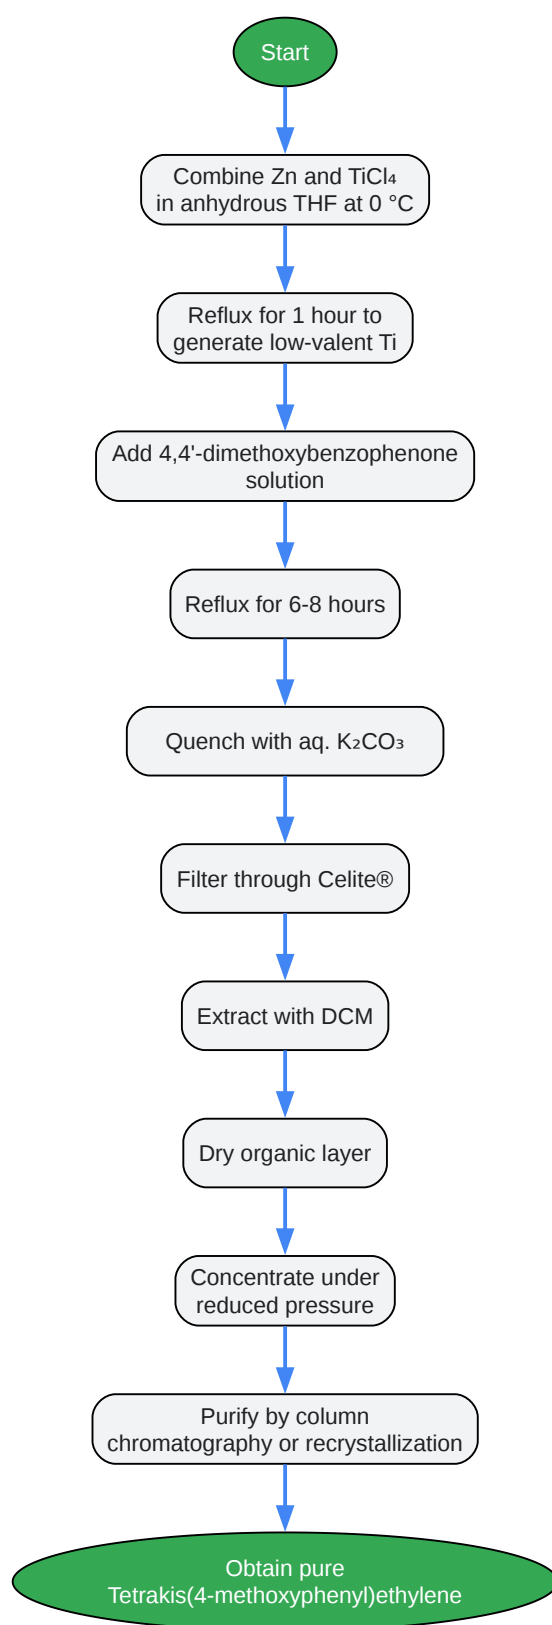 Start
Combine Zn and TiCl₄
in anhydrous THF at 0 °C
Reflux for 1 hour to
generate low-valent Ti
Add 4,4'-dimethoxybenzophenone
solution
Reflux for 6-8 hours
Quench with aq. K₂CO₃
Filter through Celite®
Extract with DCM
Dry organic layer
Concentrate under
reduced pressure
Purify by column
chromatography or recrystallization
Obtain pure
Tetrakis(4-methoxyphenyl)ethylene